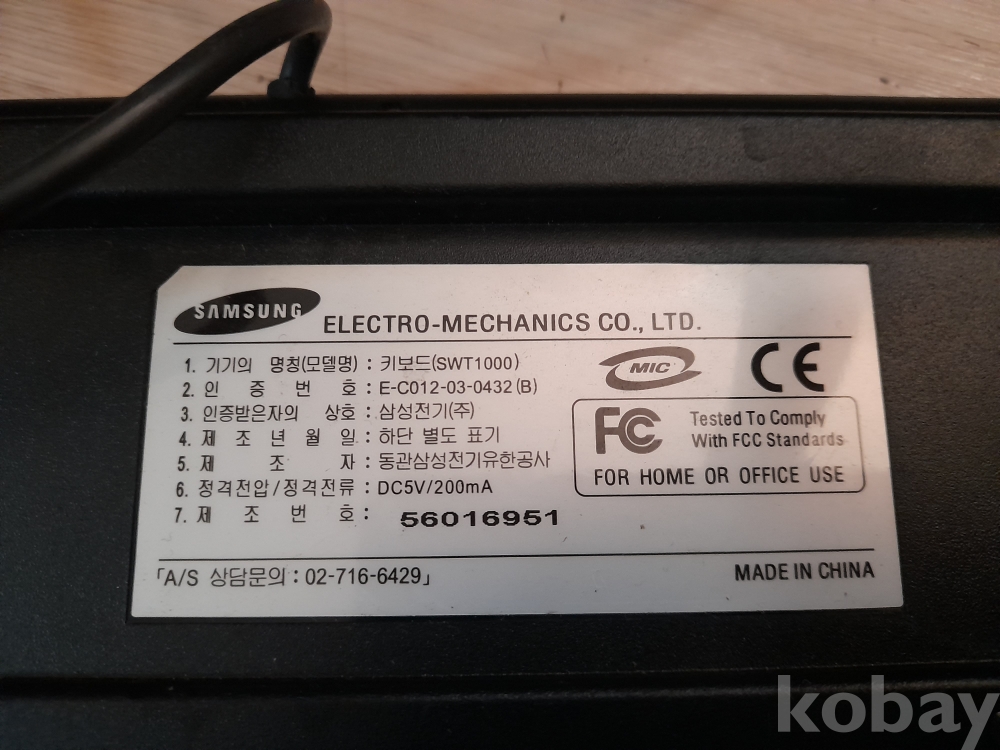 SAMSUNG ELECTRO-MECHANICS CO., LTD.
1. 기기의 명칭(모델명) : 키보드(SWT1000)
2. 인 증 번 호 : E-C012-03-0432 (B)
3. 인증받은자의 상호 : 삼성전기(주)
4. 제 조 년 월 일 : 하단 별도 표기
5. 제 조 자 : 동관삼성전기유한공사
6. 정격전압/정격전류 : DC5V/200mA
7. 제 조 번 호 : 56016951
MIC CE
FC Tested To Comply
With FCC Standards
FOR HOME OR OFFICE USE
「A/S 상담문의 : 02-716-6429」
MADE IN CHINA
kobay